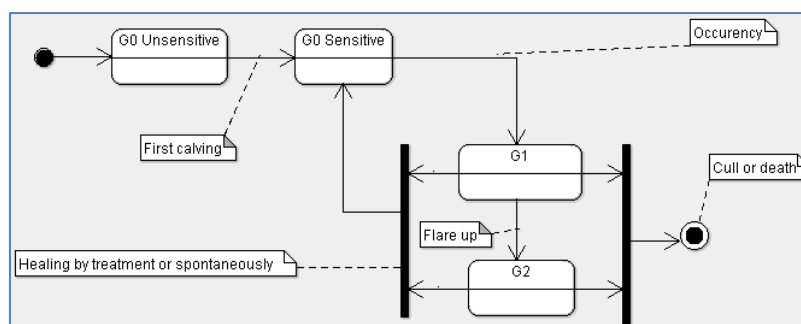 G0 Unsensitive
G0 Sensitive
Occurency
First calving
G1
Cull or death
Flare up
Healing by treatment or spontaneously
G2